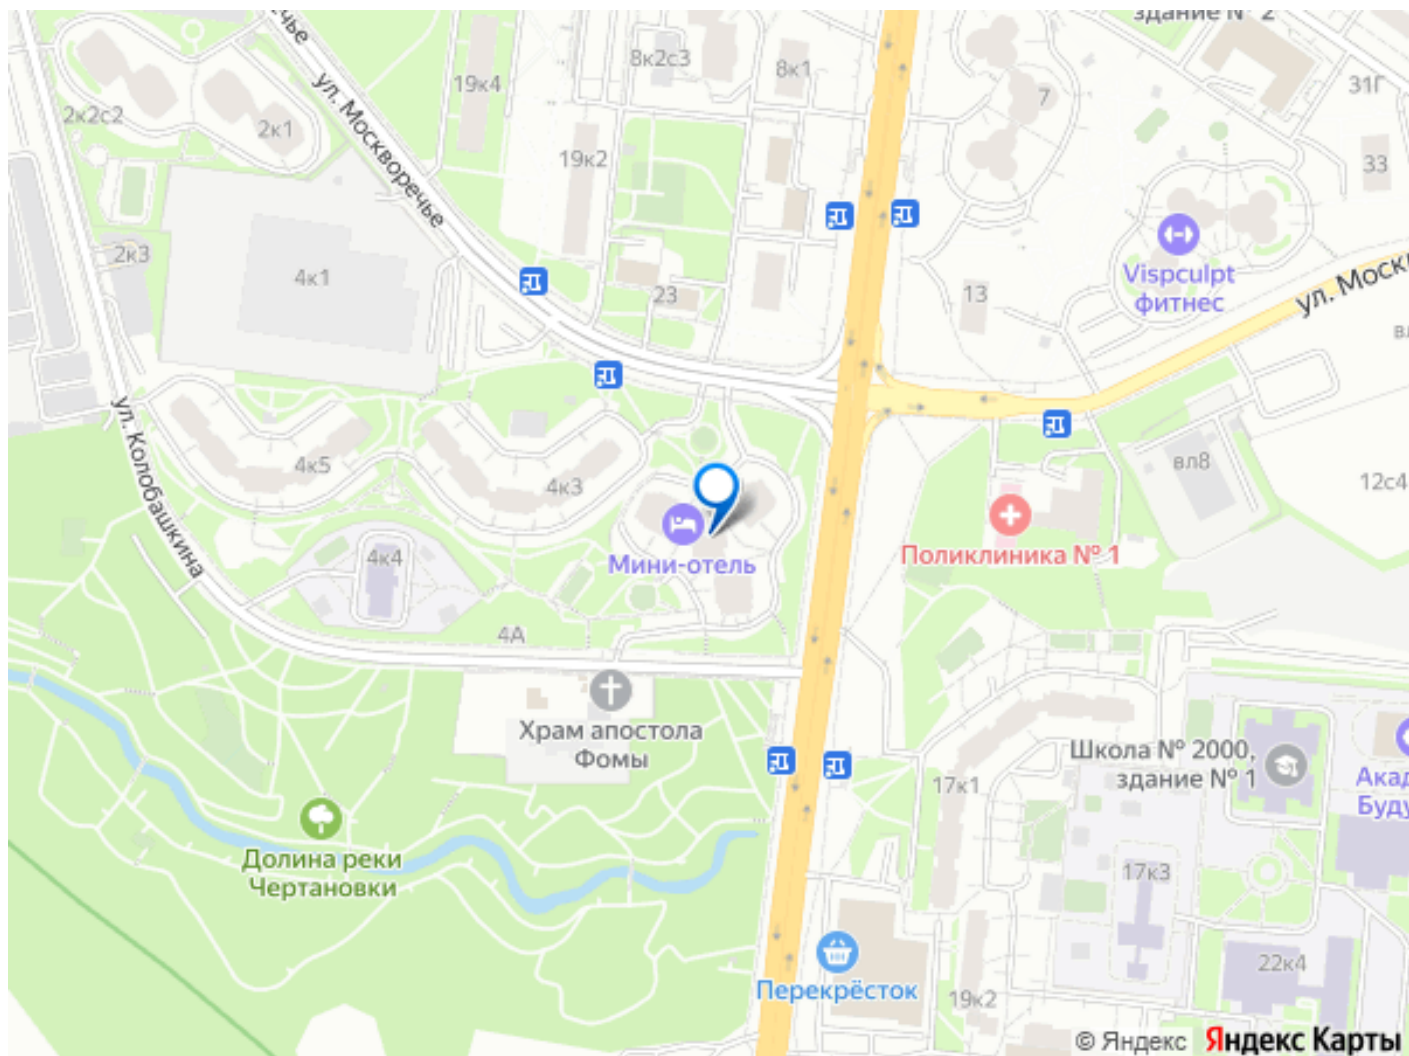 здание № 2
8к2с3
8к1
19к4
7
31Г
2к2с2
2к1
ул. Москворечье
19к2
33
2к3
4к1
23
13
Vispculpt
фитнес
ул. Моск
ул. Колобашкина
4к5
4к3
вл8
12с4
4к4
Мини-отель
Поликлиника № 1
4А
Храм апостола
Фомы
Школа № 2000,
здание № 1
17к1
Акад
Буду
Долина реки
Чертановки
17к3
Перекрёсток
19к2
22к4
© Яндекс Яндекс Карты